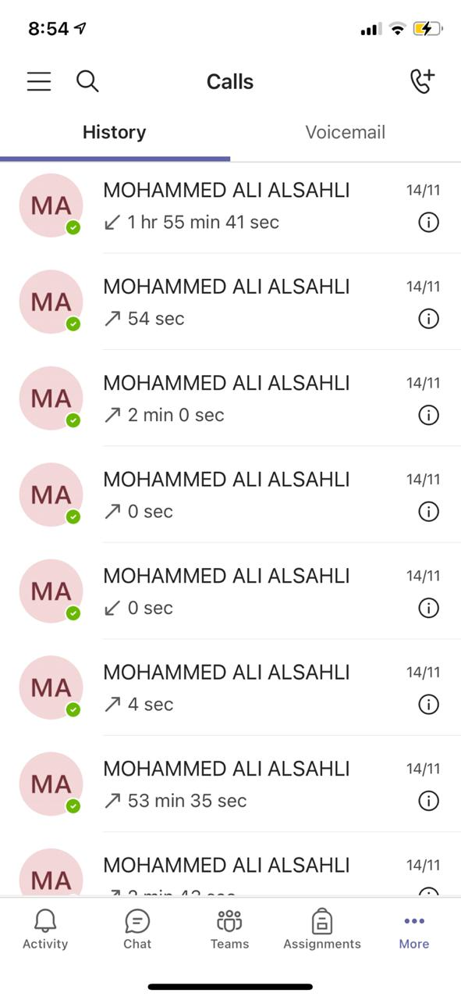 8:54
Calls
History
Voicemail
MA
MOHAMMED ALI ALSAHLI
14/11
1 hr 55 min 41 sec
MA
MOHAMMED ALI ALSAHLI
14/11
54 sec
MA
MOHAMMED ALI ALSAHLI
14/11
2 min 0 sec
MA
MOHAMMED ALI ALSAHLI
14/11
0 sec
MA
MOHAMMED ALI ALSAHLI
14/11
0 sec
MA
MOHAMMED ALI ALSAHLI
14/11
4 sec
MA
MOHAMMED ALI ALSAHLI
14/11
53 min 35 sec
MA
MOHAMMED ALI ALSAHLI
14/11
Activity
Chat
Teams
Assignments
More